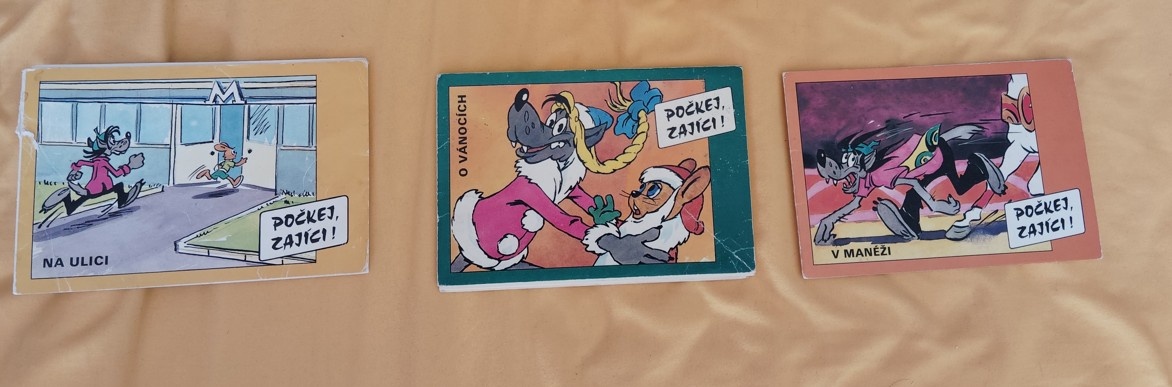 M
POČKEJ,
ZAJÍCI!
NA ULICI
O VÁNOCÍCH
POČKEJ,
ZAJÍCI!
POČKEJ,
ZAJÍCI!
V MANÉŽI